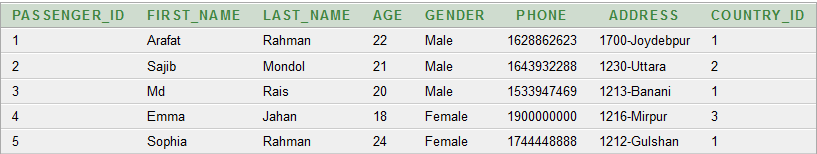 PASSENGER_ID FIRST_NAME LAST_NAME AGE GENDER PHONE ADDRESS COUNTRY_ID
1 Arafat Rahman 22 Male 1628862623 1700-Joydebpur 1
2 Sajib Mondol 21 Male 1643932288 1230-Uttara 2
3 Md Rais 20 Male 1533947469 1213-Banani 1
4 Emma Jahan 18 Female 1900000000 1216-Mirpur 3
5 Sophia Rahman 24 Female 1744448888 1212-Gulshan 1